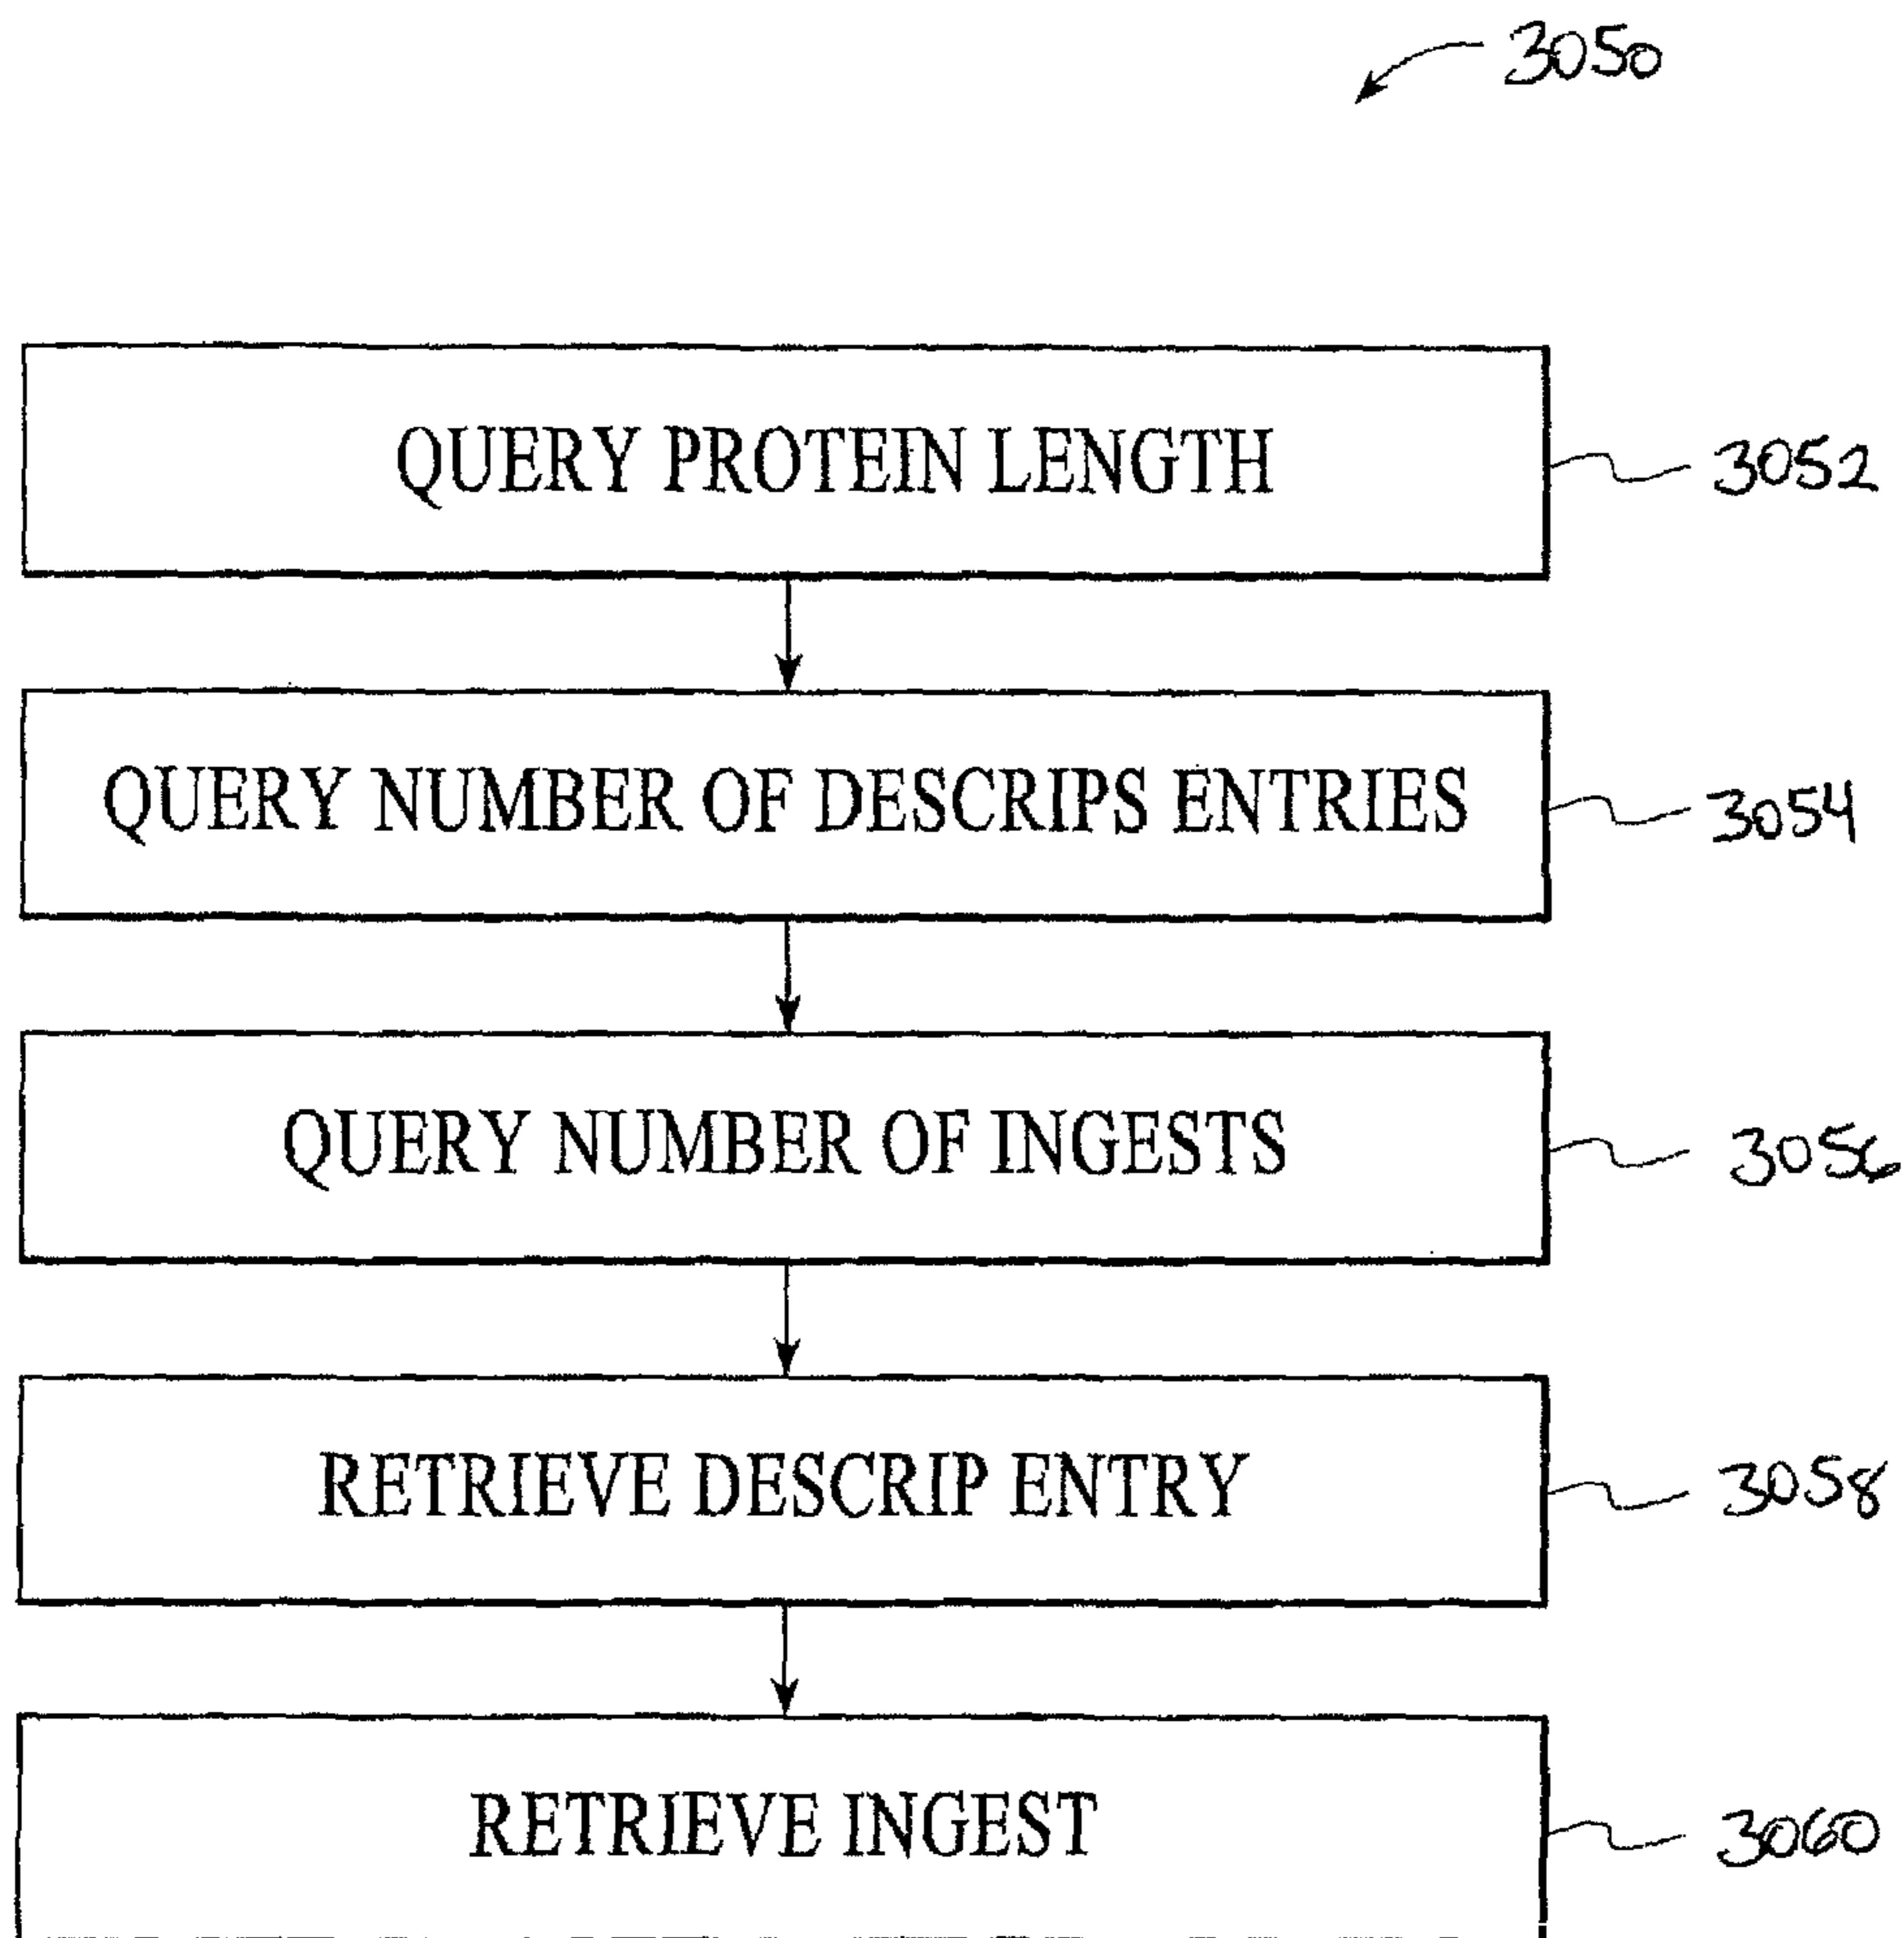 3050
QUERY PROTEIN LENGTH
3052
QUERY NUMBER OF DESCRIPS ENTRIES
3054
QUERY NUMBER OF INGESTS
3056
RETRIEVE DESCRIP ENTRY
3058
RETRIEVE INGEST
3060